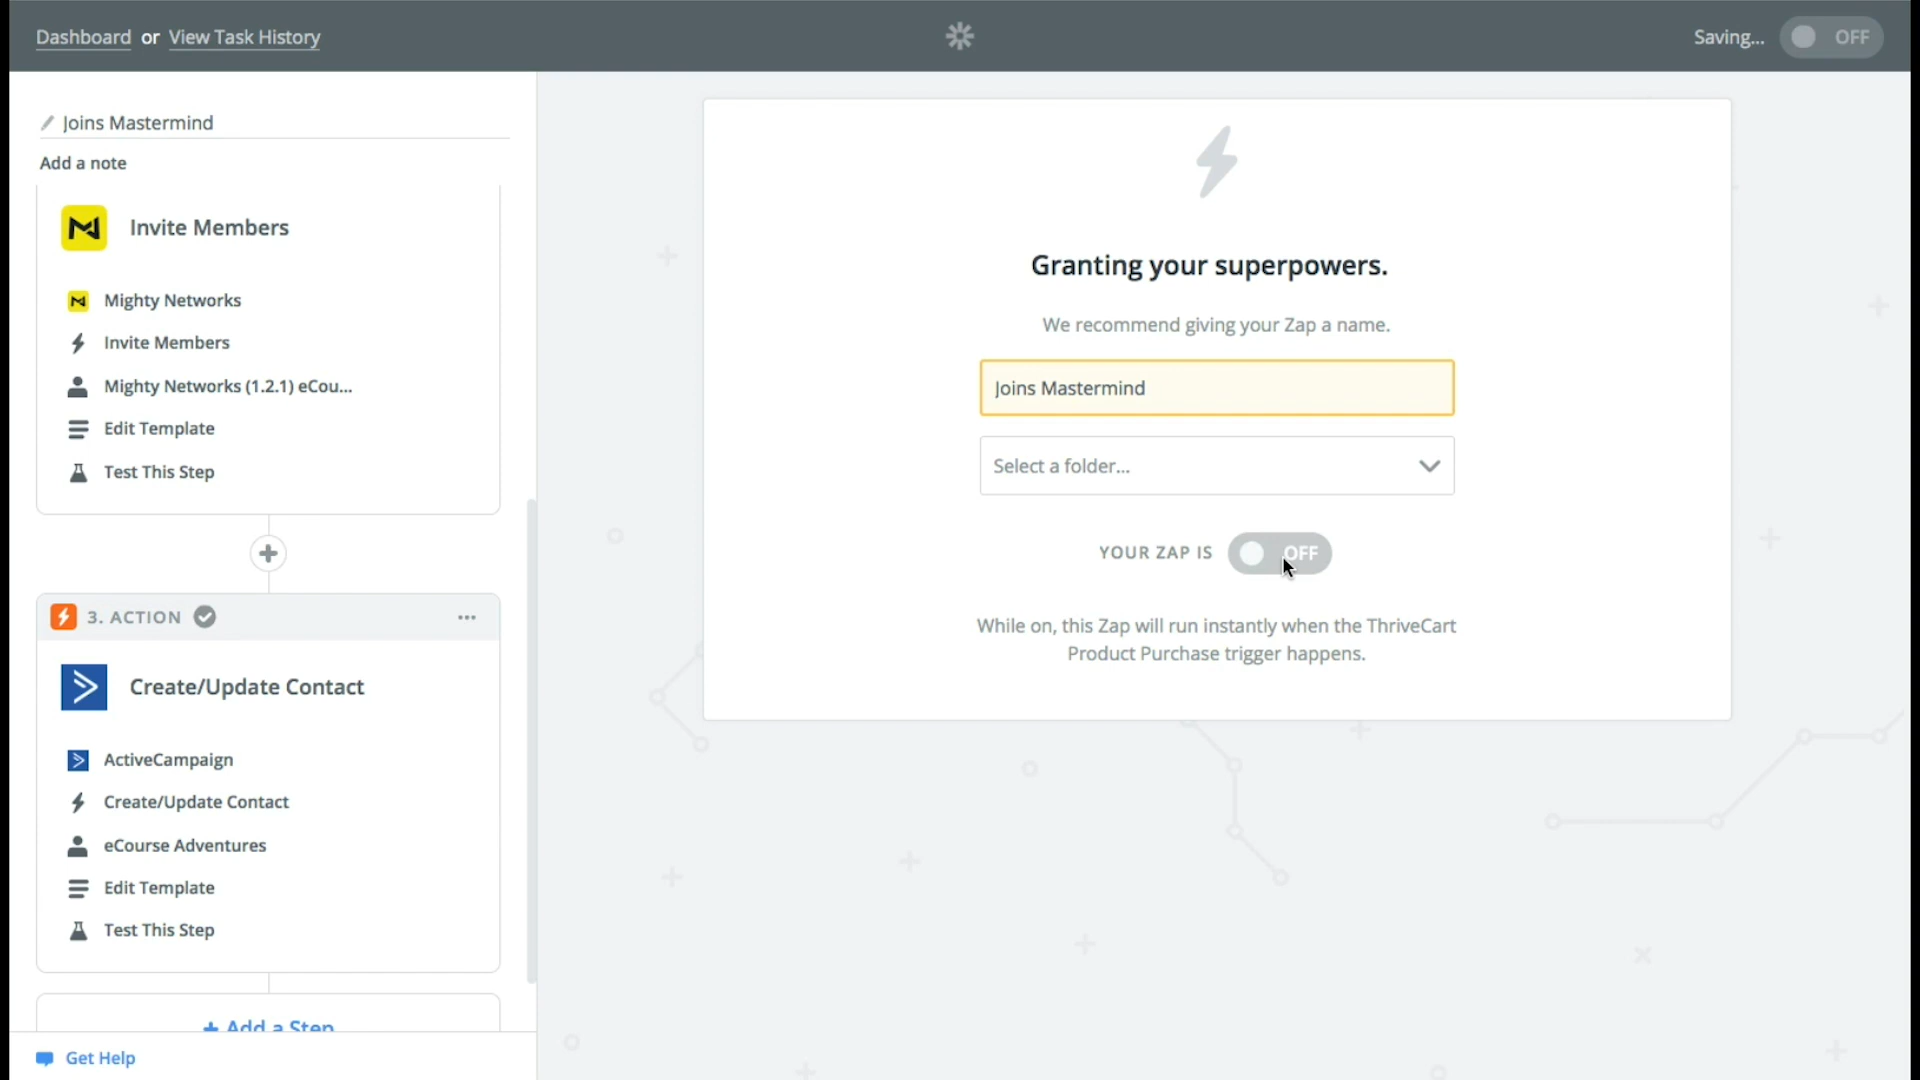 Dashboard or View Task History
Saving...
OFF
Joins Mastermind
Add a note
Invite Members
Mighty Networks
Invite Members
Mighty Networks (1.2.1) eCou...
Edit Template
Test This Step
3. ACTION
Create/Update Contact
ActiveCampaign
Create/Update Contact
eCourse Adventures
Edit Template
Test This Step
+ Add a Step
Get Help
Granting your superpowers.
We recommend giving your Zap a name.
Joins Mastermind
Select a folder...
YOUR ZAP IS OFF
While on, this Zap will run instantly when the ThriveCart
Product Purchase trigger happens.